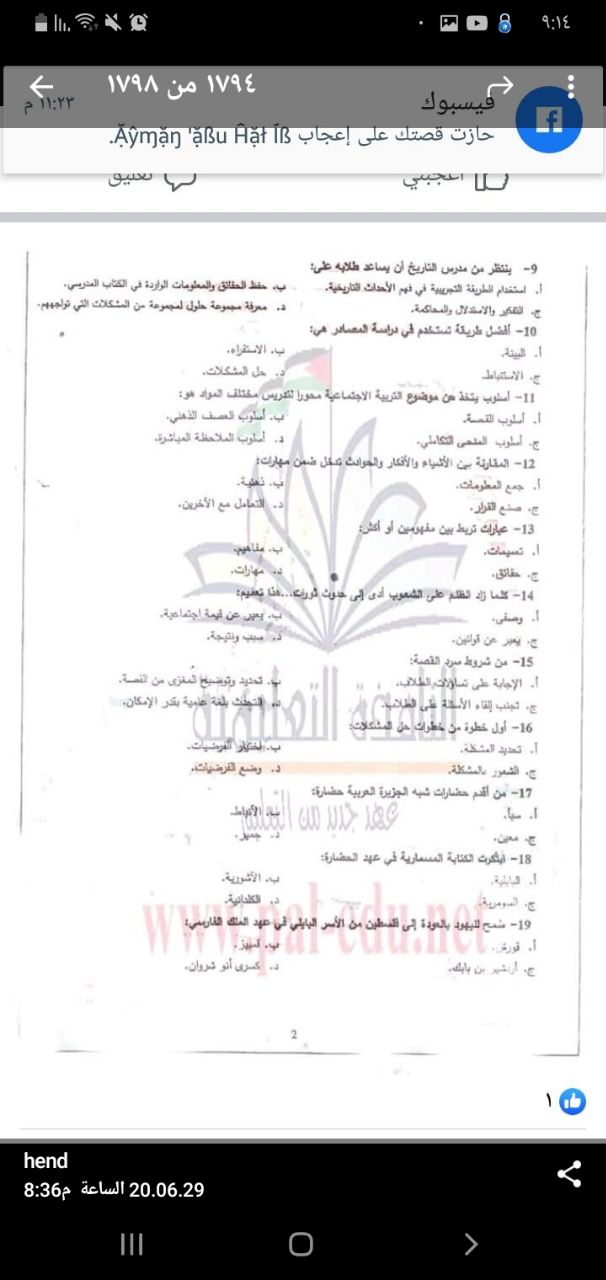 ٩:١٤
١٧٩٤ من ١٧٩٨
فيسبوك
١١:٢٣ م
حازت قصتك على إعجاب Ặŷmạŋ 'ặßu Ĥặł Íß.
أعجبني
تعليق
9- ينتظر من مدرس التاريخ أن يساعد طلابه على:
أ. استخدام الطريقة التجريبية في فهم الأحداث التاريخية. ب. حفظ الحقائق والمعلومات الواردة في الكتاب المدرسي.
ج. التفكير والاستدلال والمحاكمة. د. معرفة مجموعة حلول لمجموعة من المشكلات التي تواجههم.
10- أفضل طريقة تستخدم في دراسة المصادر هي:
أ. البيئة. ب. الاستقراء.
ج. الاستنباط. د. حل المشكلات.
11- أسلوب يتخذ من موضوع التربية الاجتماعية محورا لتدريس مختلف المواد هو:
أ. أسلوب القصة. ب. أسلوب العصف الذهني.
ج. أسلوب المنحى التكاملي. د. أسلوب الملاحظة المباشرة.
12- المقارنة بين الأشياء والأفكار والحوادث تدخل ضمن مهارات:
أ. جمع المعلومات. ب. ذهنية.
ج. صنع القرار. د. التعامل مع الآخرين.
13- عبارات تربط بين مفهومين أو أكثر:
أ. تعميمات. ب. مفاهيم.
ج. حقائق. د. مهارات.
14- كلما زاد الظلم على الشعوب أدى إلى حدوث ثورات...هذا تعميم:
أ. وصفي. ب. يعبر عن قيمة اجتماعية.
ج. يعبر عن قوانين. د. سبب ونتيجة.
15- من شروط سرد القصة:
أ. الإجابة على تساؤلات الطلاب. ب. تحديد وتوضيح المغزى من القصة.
ج. تجنب إلقاء الأسئلة على الطلاب. د. التحدث بلغة عامية بقدر الإمكان.
16- أول خطوة من خطوات حل المشكلات:
أ. تحديد المشكلة. ب. اختبار الفرضيات.
ج. الشعور بالمشكلة. د. وضع الفرضيات.
17- من أقدم حضارات شبه الجزيرة العربية حضارة:
أ. سبأ. ب. الأنباط.
ج. معين. د. حمير.
18- ابتكرت الكتابة المسمارية في عهد الحضارة:
أ. البابلية. ب. الآشورية.
ج. السومرية. د. الكلدانية.
19- سُمح لليهود بالعودة إلى فلسطين من الأسر البابلي في عهد الملك الفارسي:
أ. قورش. ب. قمبيز.
ج. أردشير بن بابك. د. كسرى أنو شروان.
النافذة التعليمية
عهد جديد من التعليم
www.pal-edu.net
2
١
hend
20.06.29 الساعة 8:36م